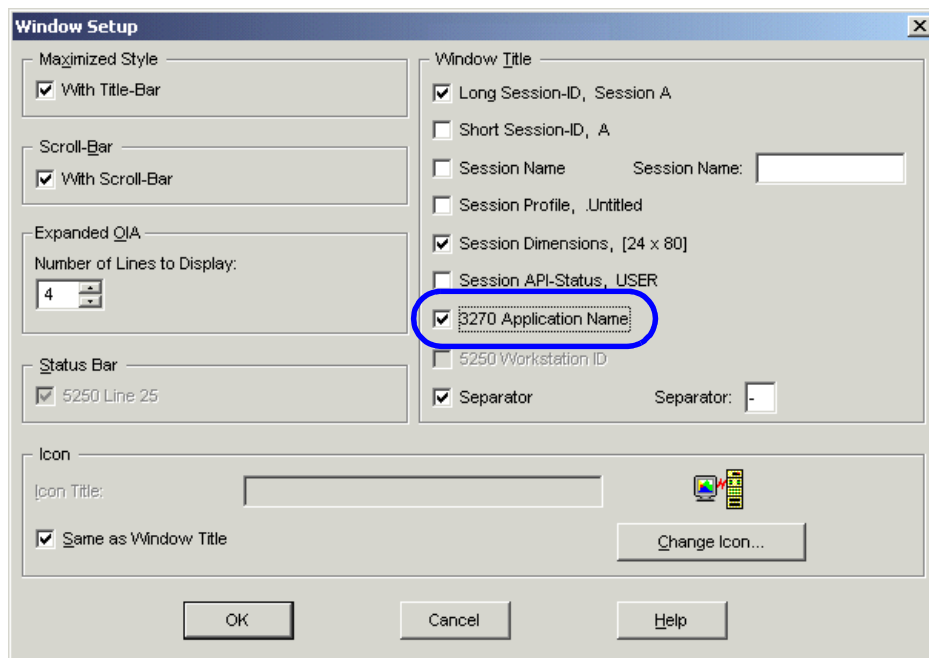 Window Setup
Maximized Style
With Title-Bar
Scroll-Bar
With Scroll-Bar
Expanded OIA
Number of Lines to Display:
4
Status Bar
5250 Line 25
Window Title
Long Session-ID, Session A
Short Session-ID, A
Session Name Session Name:
Session Profile, .Untitled
Session Dimensions, [24 x 80]
Session API-Status, USER
3270 Application Name
5250 Workstation ID
Separator Separator: -
Icon
Icon Title:
Same as Window Title
Change Icon...
OK Cancel Help